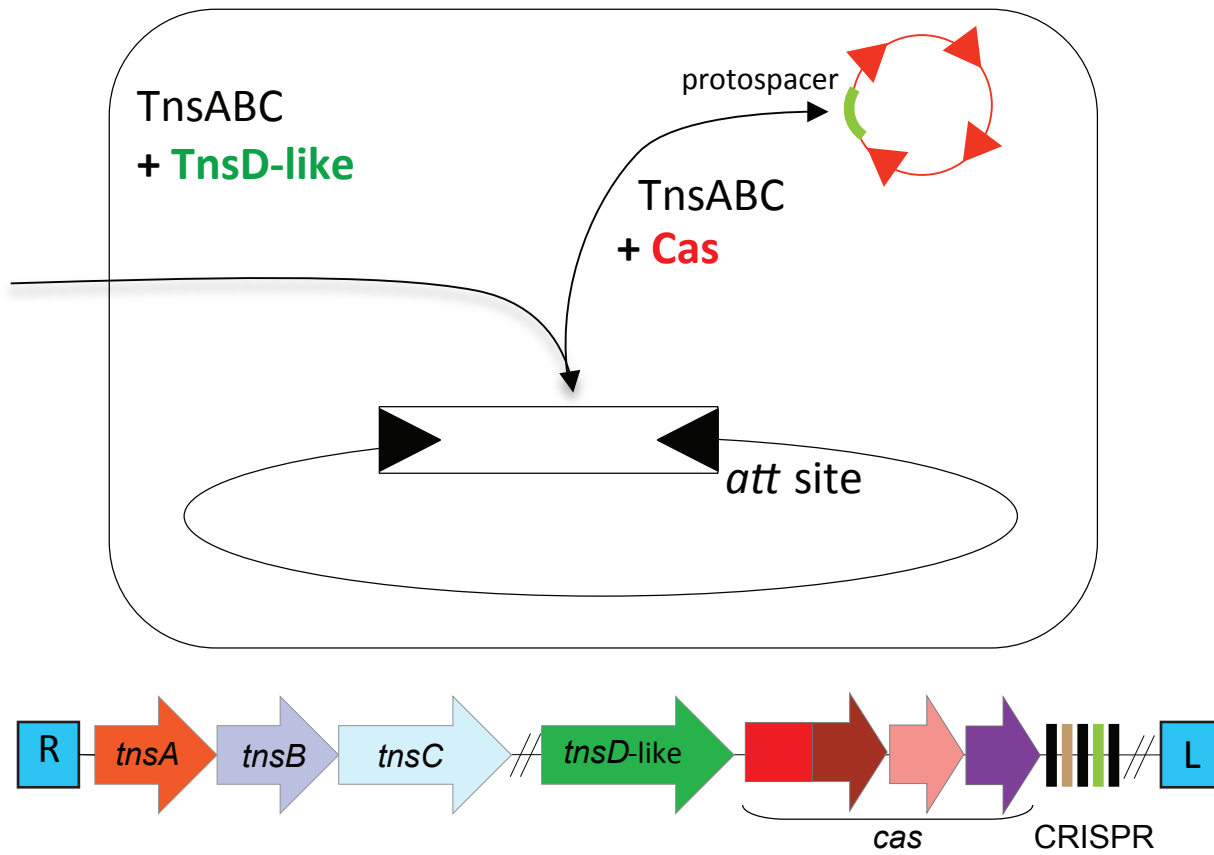 TnsABC
+ TnsD-like
protospacer
TnsABC
+ Cas
att site
R
tnsA
tnsB
tnsC
tnsD-like
L
cas
CRISPR